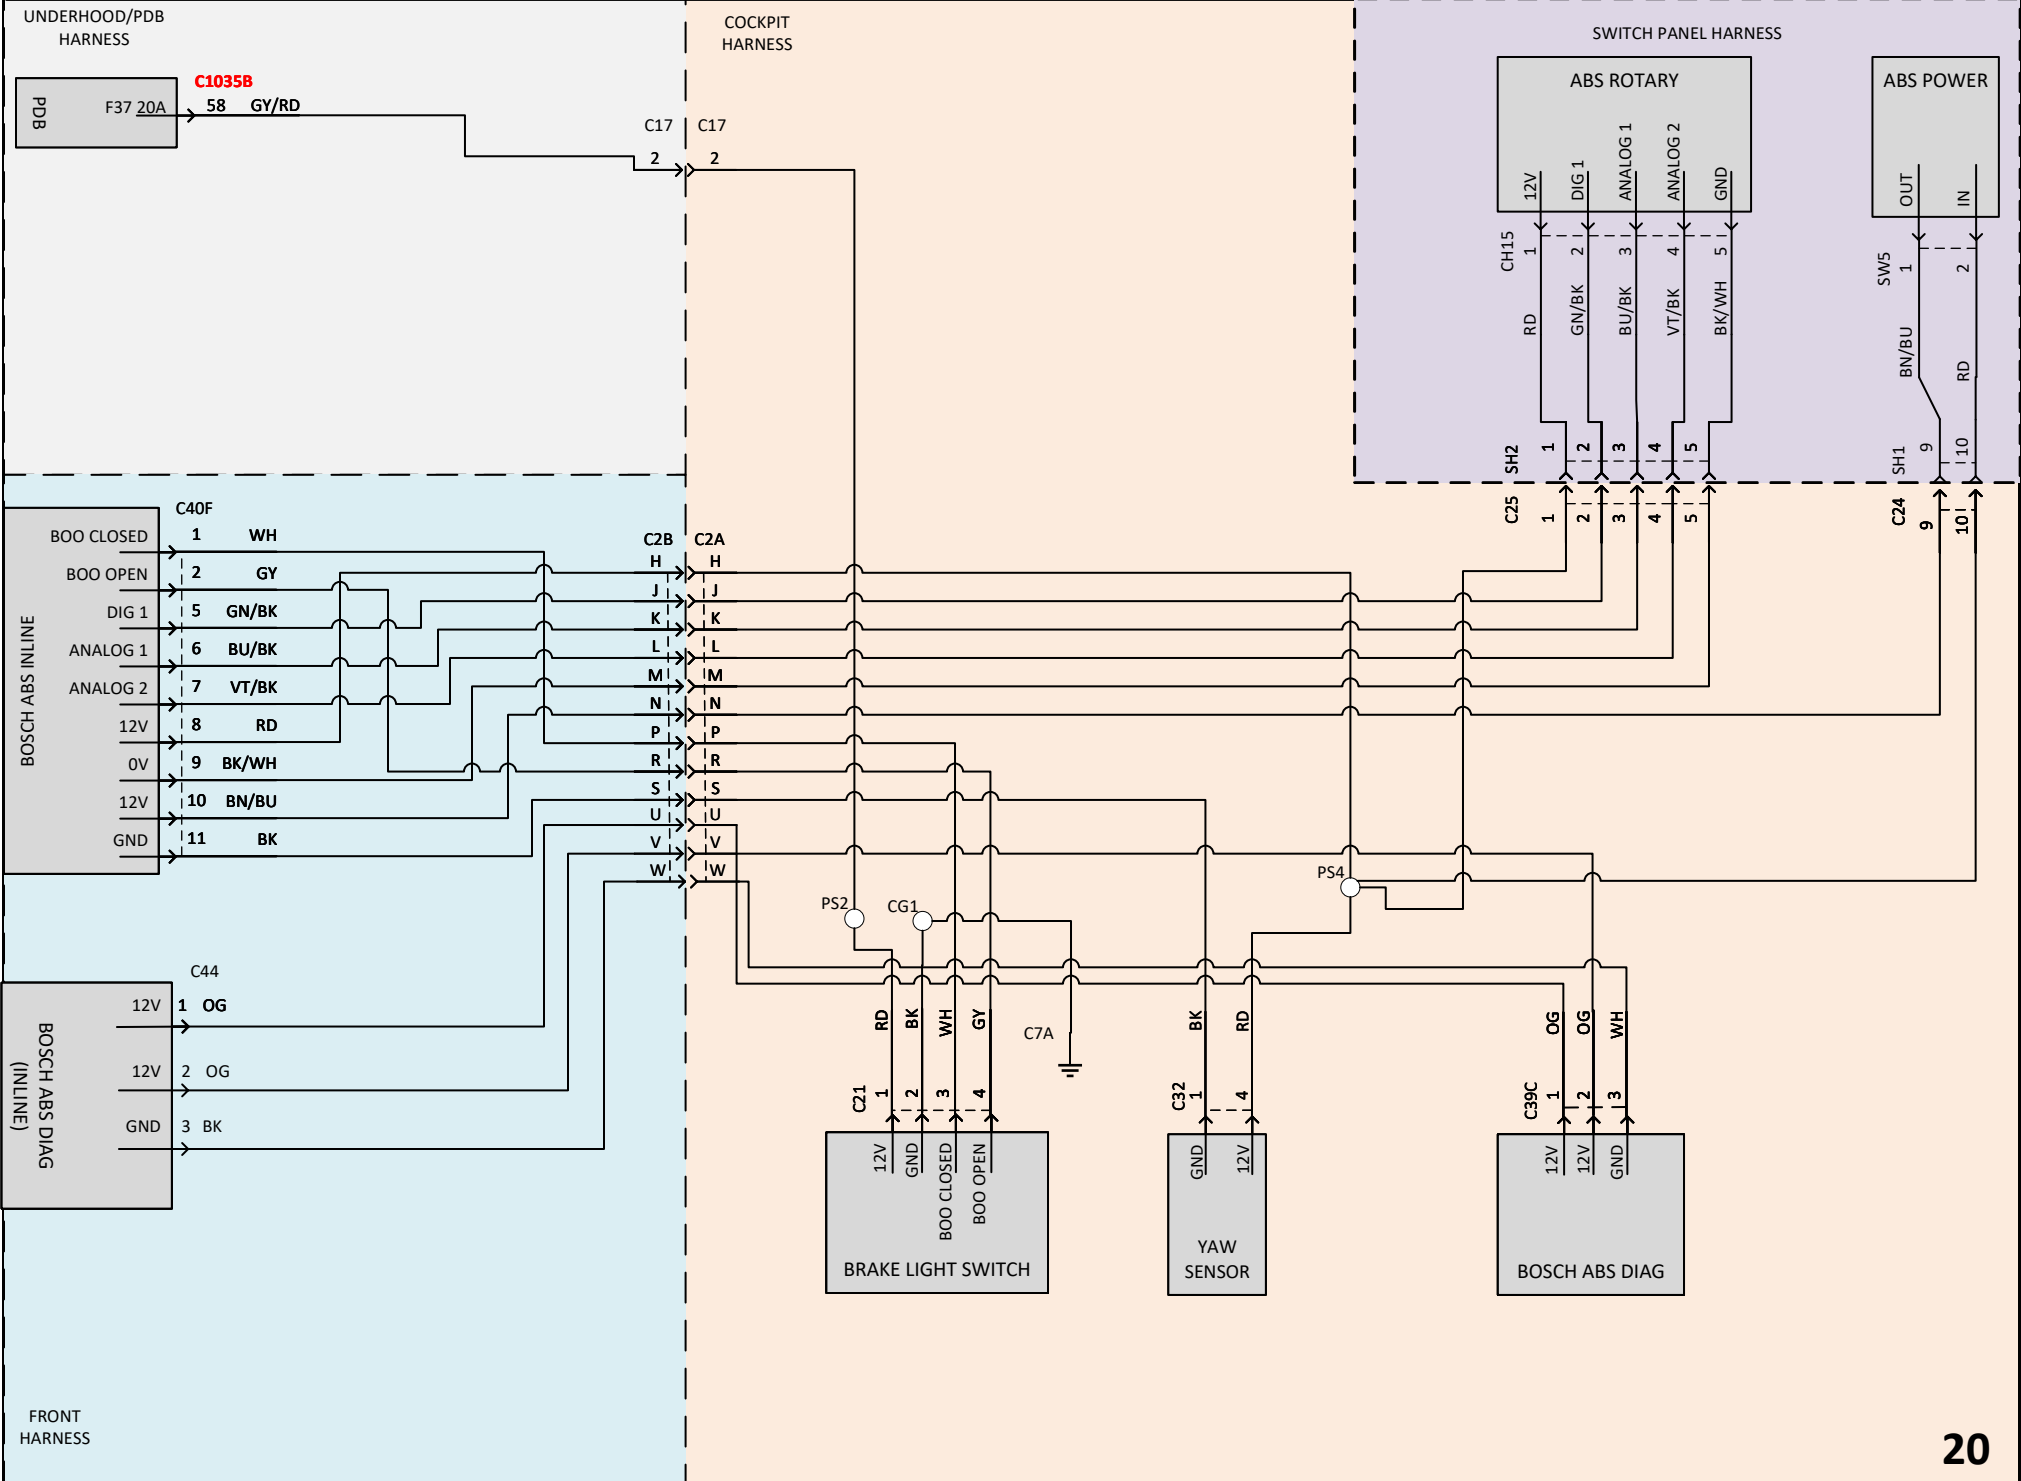 UNDERHOOD/PDB
HARNESS
COCKPIT
HARNESS
SWITCH PANEL HARNESS
PDB
F37 20A
C1035B
58 GY/RD
C17 C17
2 2
ABS ROTARY
12V
DIG 1
ANALOG 1
ANALOG 2
GND
CH15
1 2 3 4 5
RD
GN/BK
BU/BK
VT/BK
BK/WH
SH2
1 2 3 4 5
C25
1 2 3 4 5
ABS POWER
OUT
IN
SW5
1 2
BN/BU
RD
SH1
9 10
C24
9 10
BOSCH ABS INLINE
C40F
BOO CLOSED 1 WH
BOO OPEN 2 GY
DIG 1 5 GN/BK
ANALOG 1 6 BU/BK
ANALOG 2 7 VT/BK
12V 8 RD
0V 9 BK/WH
12V 10 BN/BU
GND 11 BK
C2B C2A
H H
J J
K K
L L
M M
N N
P P
R R
S S
U U
V V
W W
PS2
CG1
PS4
BOSCH ABS DIAG
(INLINE)
C44
12V 1 OG
12V 2 OG
GND 3 BK
C7A
RD
BK
WH
GY
C21
1 2 3 4
12V
GND
BOO CLOSED
BOO OPEN
BRAKE LIGHT SWITCH
BK
RD
C32
1 4
GND
12V
YAW
SENSOR
OG
OG
WH
C39C
1 2 3
12V
12V
GND
BOSCH ABS DIAG
FRONT
HARNESS
20